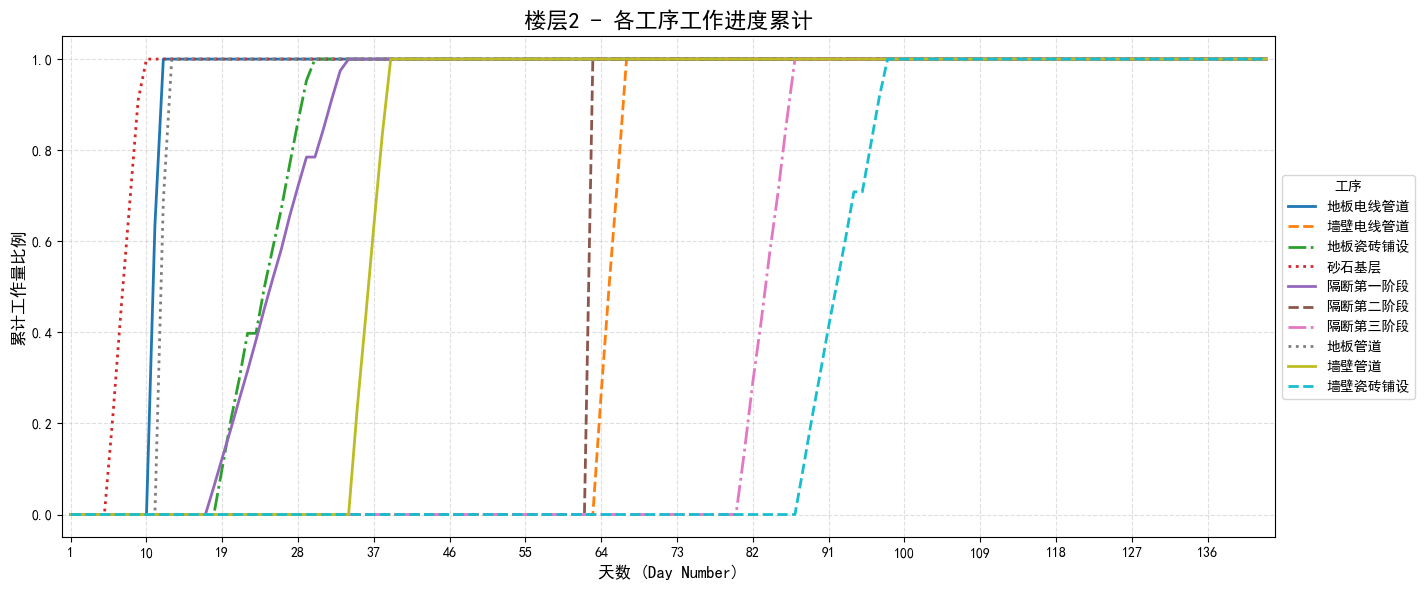 楼层2 - 各工序工作进度累计
累计工作量比例
1.0
0.8
0.6
0.4
0.2
0.0
1 10 19 28 37 46 55 64 73 82 91 100 109 118 127 136
天数 (Day Number)
工序
地板电线管道
墙壁电线管道
地板瓷砖铺设
砂石基层
隔断第一阶段
隔断第二阶段
隔断第三阶段
地板管道
墙壁管道
墙壁瓷砖铺设